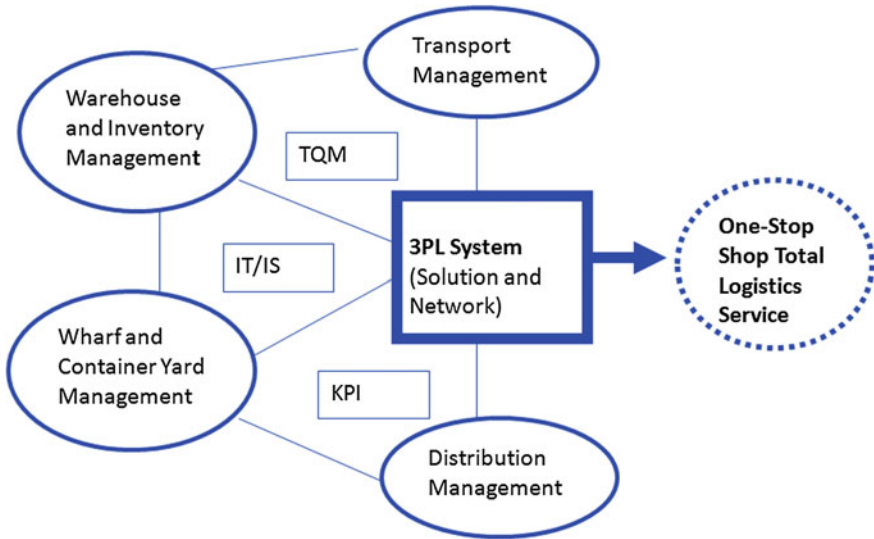 Transport
Management
Warehouse
and Inventory
Management
TQM
3PL System
(Solution and
Network)
One-Stop
Shop Total
Logistics
Service
IT/IS
Wharf and
Container Yard
Management
KPI
Distribution
Management